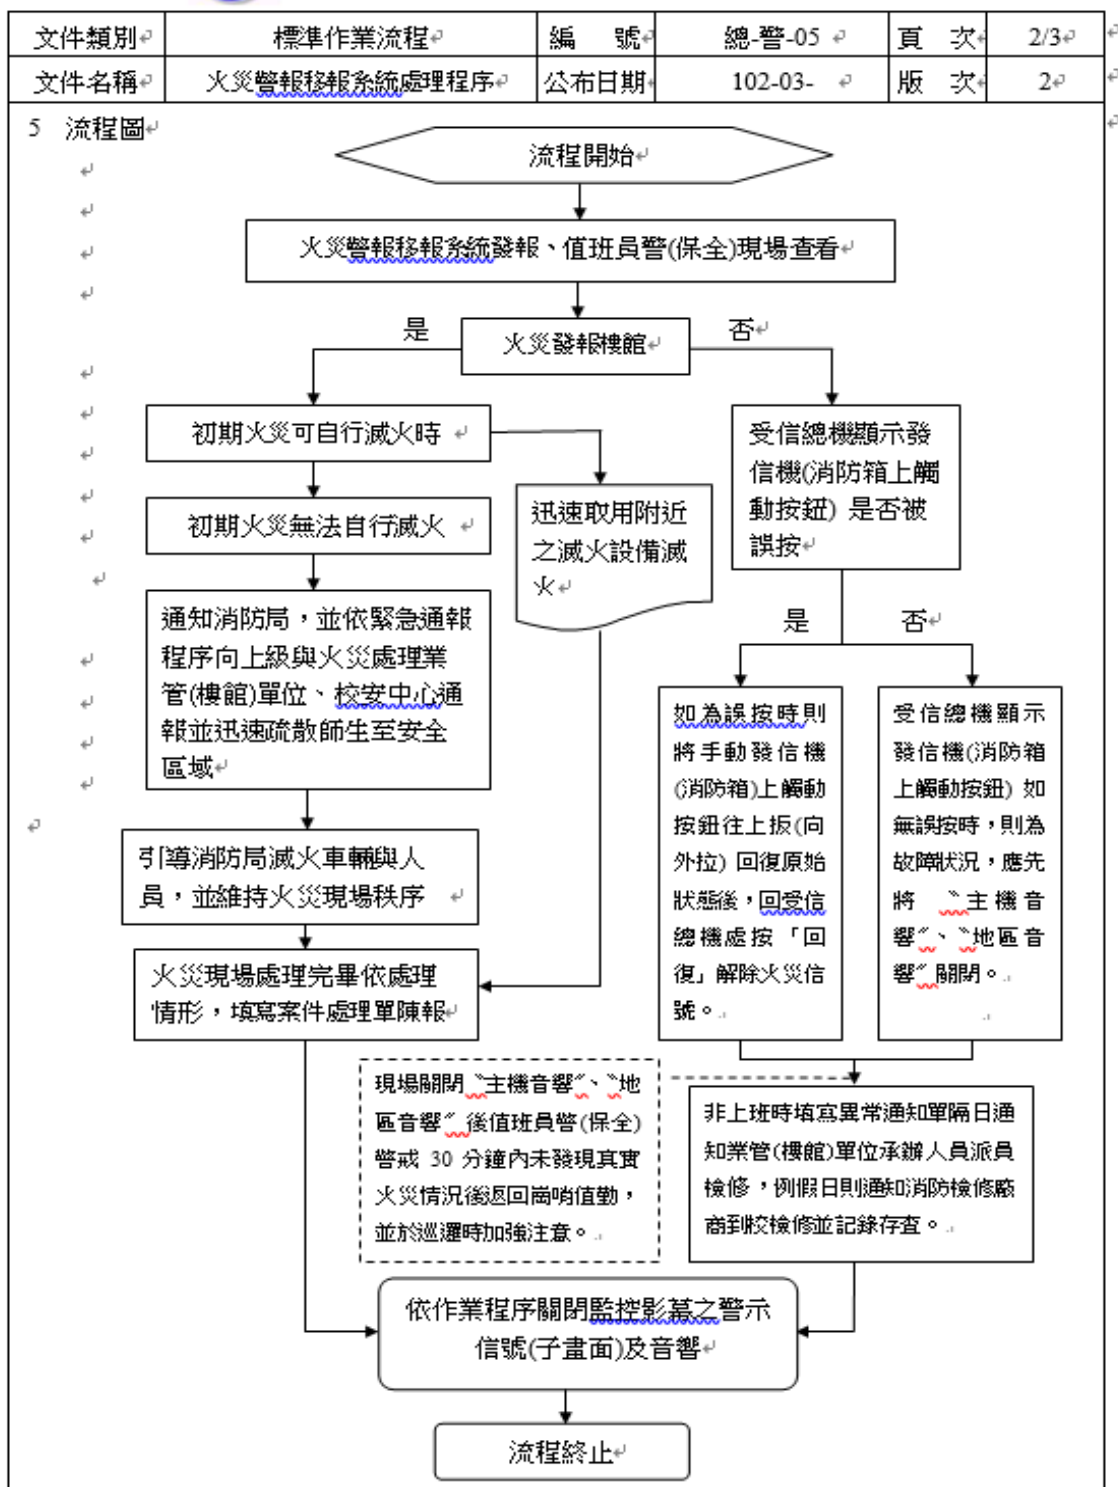 文件類別 標準作業流程 編 號 總-警-05 頁 次 2/3
文件名稱 火災警報移報系統處理程序 公布日期 102-03- 版 次 2
5 流程圖
流程開始
火災警報移報系統發報、值班員警(保全)現場查看
是
火災發報樓館
否
初期火災可自行滅火時
初期火災無法自行滅火
迅速取用附近
之滅火設備滅
火
受信總機顯示發
信機(消防箱上觸
動按鈕) 是否被
誤按
通知消防局，並依緊急通報
程序向上級與火災處理業
管(樓館)單位、校安中心通
報並迅速疏散師生至安全
區域
是
否
引導消防局滅火車輛與人
員，並維持火災現場秩序
火災現場處理完畢依處理
情形，填寫案件處理單陳報
如為誤按時則
將手動發信機
(消防箱)上觸動
按鈕往上扳(向
外拉) 回復原始
狀態後，回受信
總機處按「回
復」解除火災信
號。
受信總機顯示
發信機(消防箱
上觸動按鈕) 如
無誤按時，則為
故障狀況，應先
將 〝主機音
響〞、〝地區音
響〞關閉。
現場關閉〝主機音響〞、〝地
區音響〞後值班員警(保全)
警戒 30 分鐘內未發現真實
火災情況後返回崗哨值勤，
並於巡邏時加強注意。
非上班時填寫異常通知單隔日通
知業管(樓館)單位承辦人員派員
檢修，例假日則通知消防檢修廠
商到校檢修並記錄存查。
依作業程序關閉監控影幕之警示
信號(子畫面)及音響
流程終止